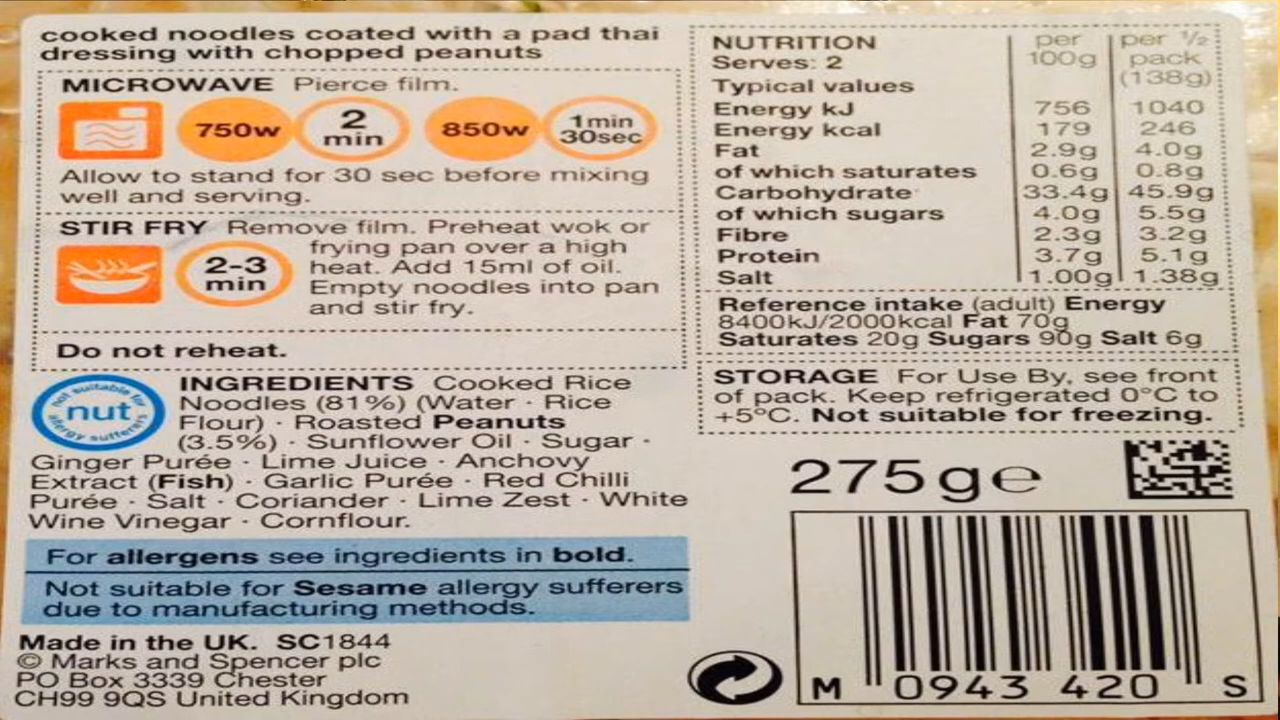 cooked noodles coated with a pad thai
dressing with chopped peanuts
MICROWAVE Pierce film.
750w 2 min 850w 1min 30sec
Allow to stand for 30 sec before mixing
well and serving.
STIR FRY Remove film. Preheat wok or
frying pan over a high
heat. Add 15ml of oil.
Empty noodles into pan
and stir fry.
2-3
min
Do not reheat.
not suitable for
nut
allergy sufferers
INGREDIENTS Cooked Rice
Noodles (81%) (Water · Rice
Flour) · Roasted Peanuts
(3.5%) · Sunflower Oil · Sugar ·
Ginger Purée · Lime Juice · Anchovy
Extract (Fish) · Garlic Purée · Red Chilli
Purée · Salt · Coriander · Lime Zest · White
Wine Vinegar · Cornflour.
For allergens see ingredients in bold.
Not suitable for Sesame allergy sufferers
due to manufacturing methods.
Made in the UK. SC1844
© Marks and Spencer plc
PO Box 3339 Chester
CH99 9QS United Kingdom
NUTRITION per per ½
Serves: 2 100g pack
Typical values (138g)
Energy kJ 756 1040
Energy kcal 179 246
Fat 2.9g 4.0g
of which saturates 0.6g 0.8g
Carbohydrate 33.4g 45.9g
of which sugars 4.0g 5.5g
Fibre 2.3g 3.2g
Protein 3.7g 5.1g
Salt 1.00g 1.38g
Reference intake (adult) Energy
8400kJ/2000kcal Fat 70g
Saturates 20g Sugars 90g Salt 6g
STORAGE For Use By, see front
of pack. Keep refrigerated 0°C to
+5°C. Not suitable for freezing.
275g℮
M 0943 420 S